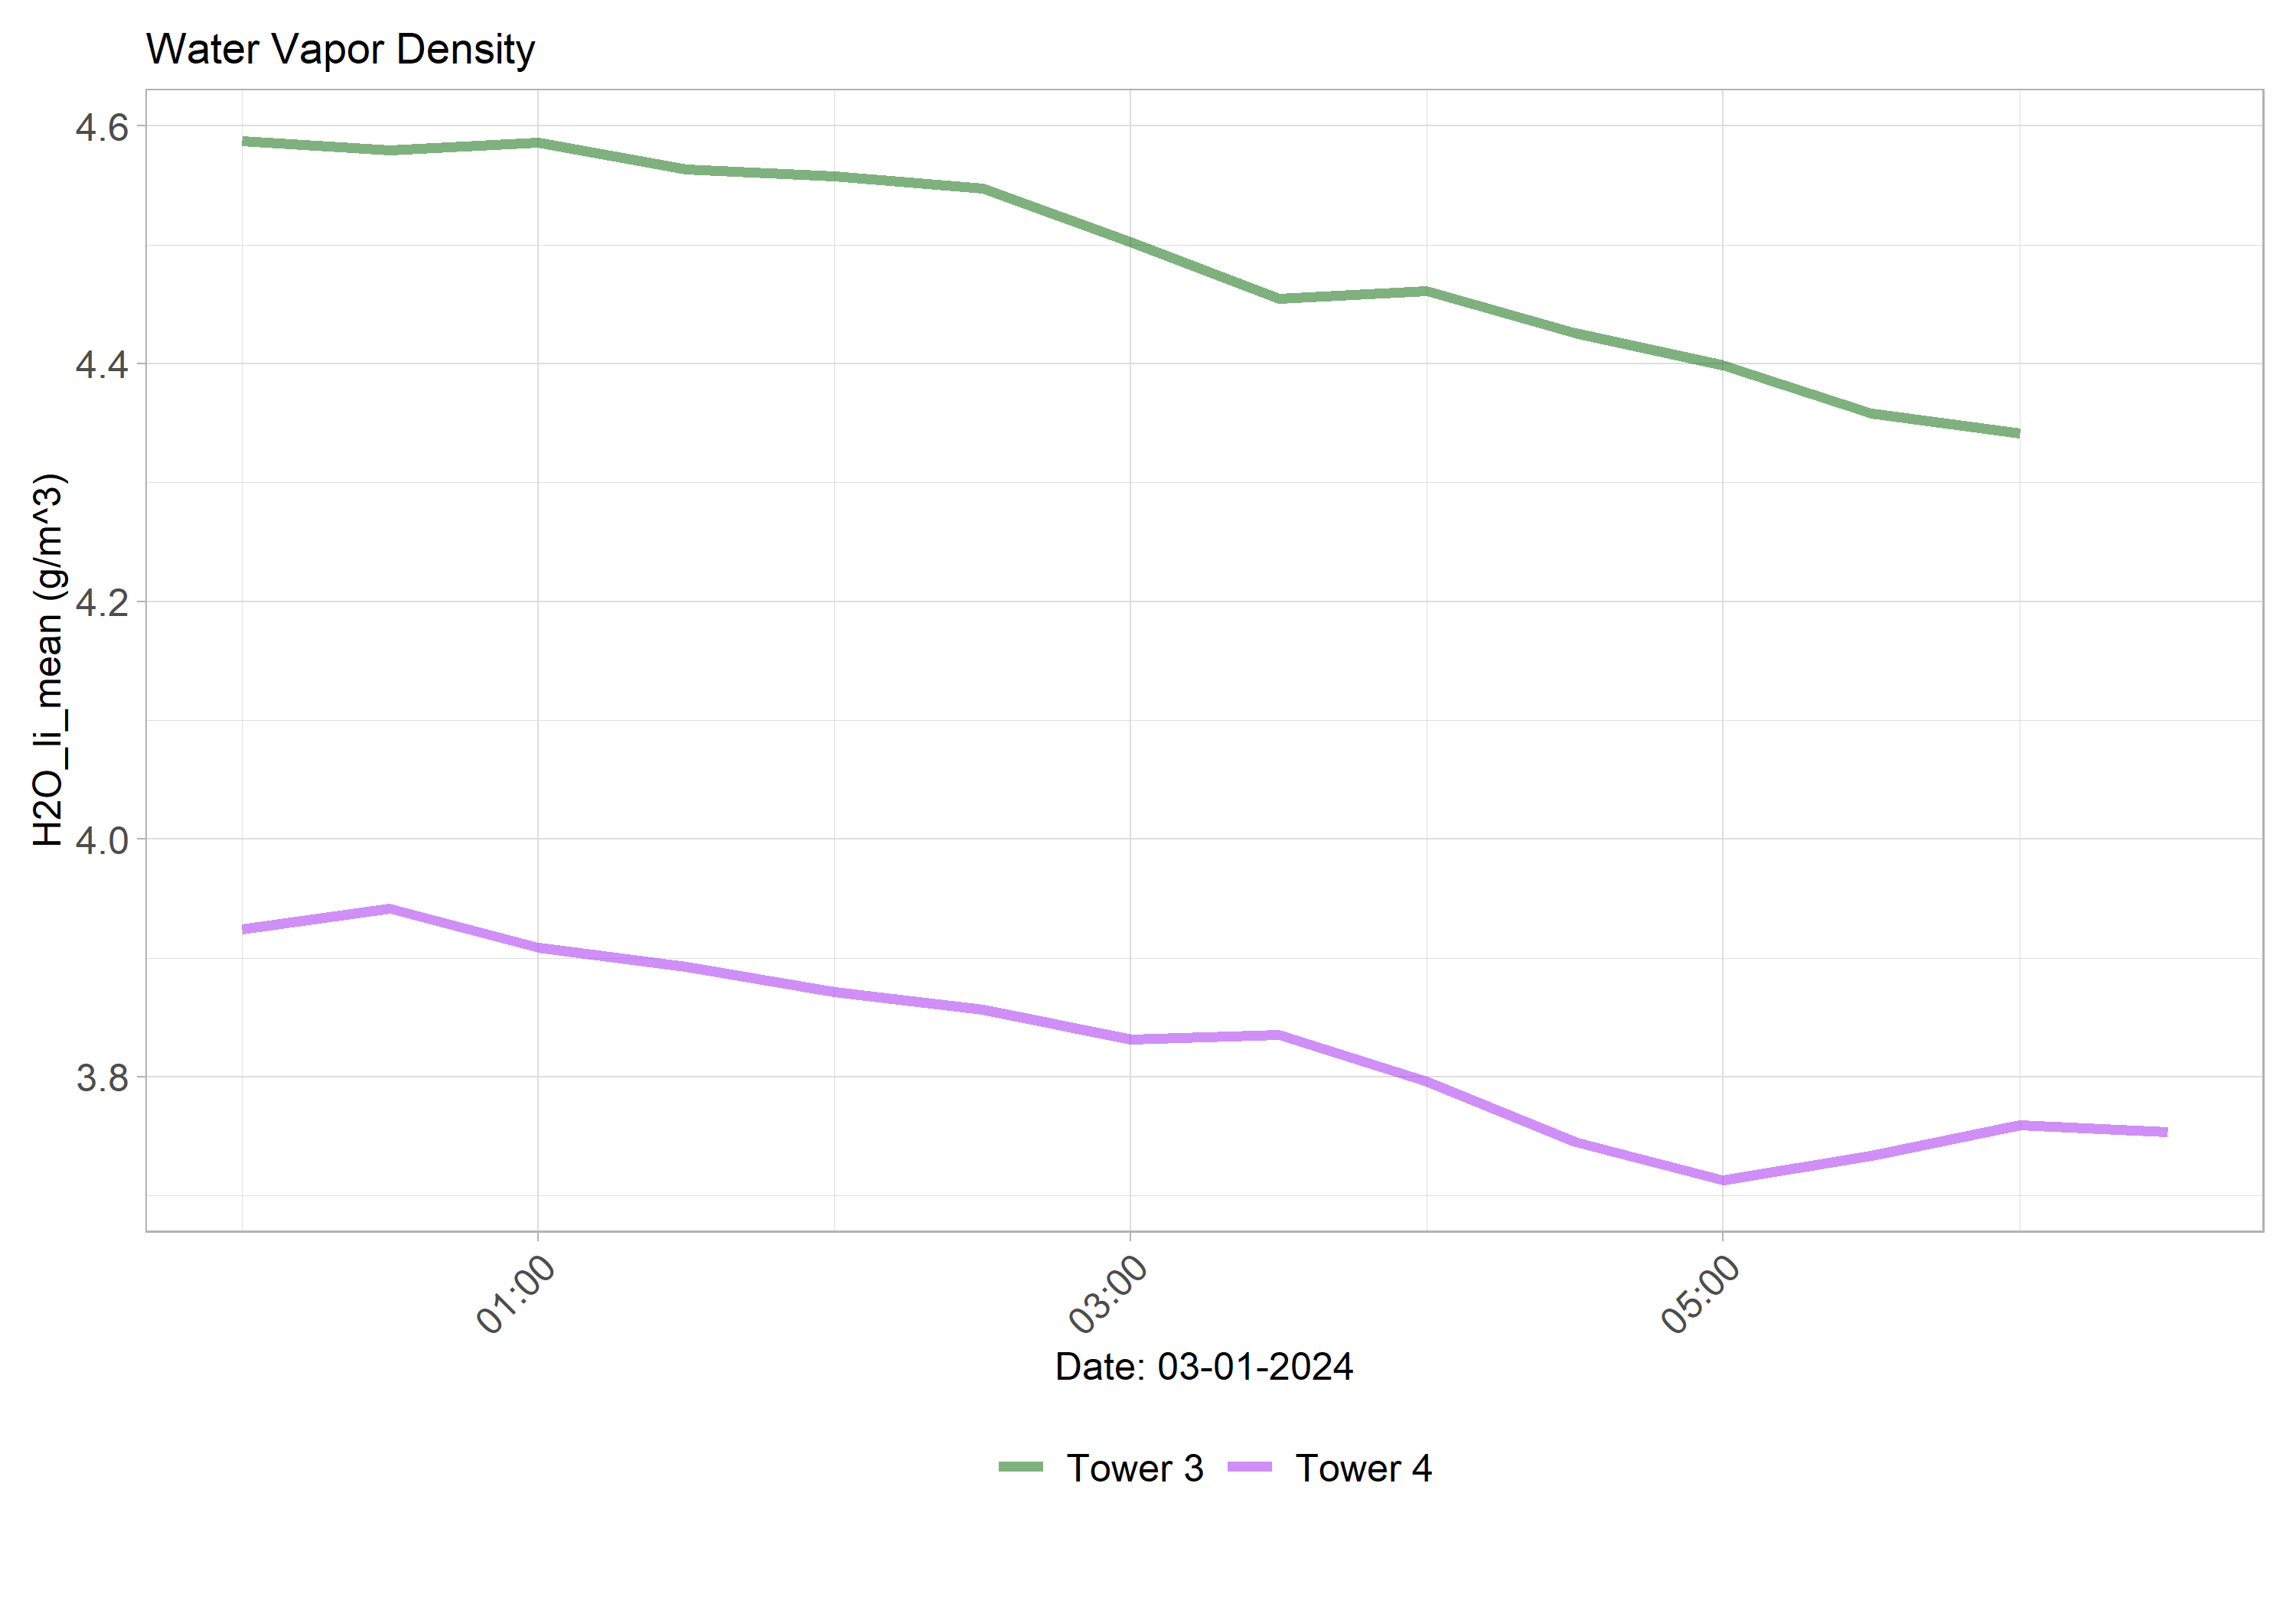 Water Vapor Density
H2O_li_mean (g/m^3)
4.6
4.4
4.2
4.0
3.8
01:00
03:00
05:00
Date: 03-01-2024
Tower 3
Tower 4